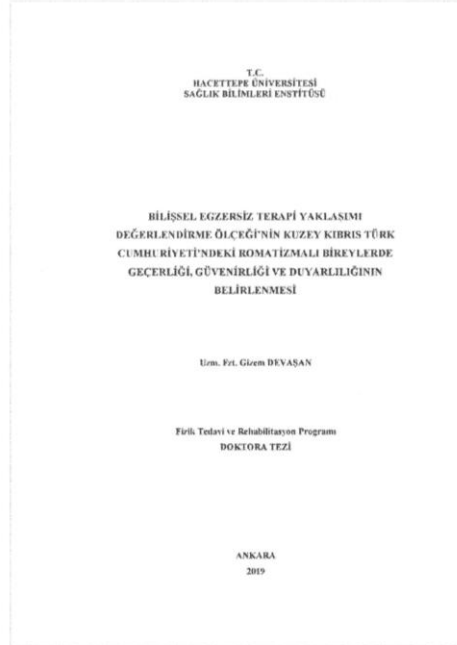 T.C.
HACETTEPE ÜNİVERSİTESİ
SAĞLIK BİLİMLERİ ENSTİTÜSÜ
BİLİŞSEL EGZERSİZ TERAPİ YAKLAŞIMI
DEĞERLENDİRME ÖLÇEĞİ'NİN KUZEY KIBRIS TÜRK
CUMHURİYETİ'NDEKİ ROMATİZMALI BİREYLERDE
GEÇERLİĞİ, GÜVENİRLİĞİ VE DUYARLILIĞININ
BELİRLENMESİ
Uzm. Fzt. Gizem DEVAŞAN
Fizik Tedavi ve Rehabilitasyon Programı
DOKTORA TEZİ
ANKARA
2019